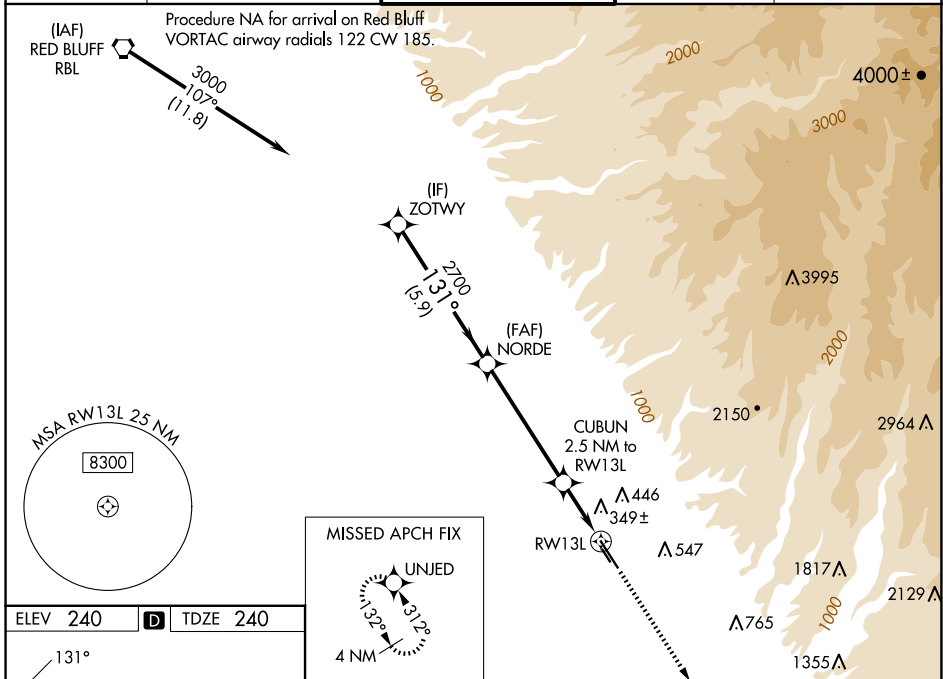 Procedure NA for arrival on Red Bluff
VORTAC airway radials 122 CW 185.
(IAF)
RED BLUFF
RBL
3000
107°
(11.8)
1000
2000
4000±
3000
(IF)
ZOTWY
2700
131°
(5.9)
3995
(FAF)
NORDE
2000
1000
2150
2964
MSA RW13L 25 NM
8300
CUBUN
2.5 NM to
RW13L
446
349±
RW13L
547
MISSED APCH FIX
UNJED
132°
312°
4 NM
1817
2129
1000
765
1355
ELEV 240 D TDZE 240
131°